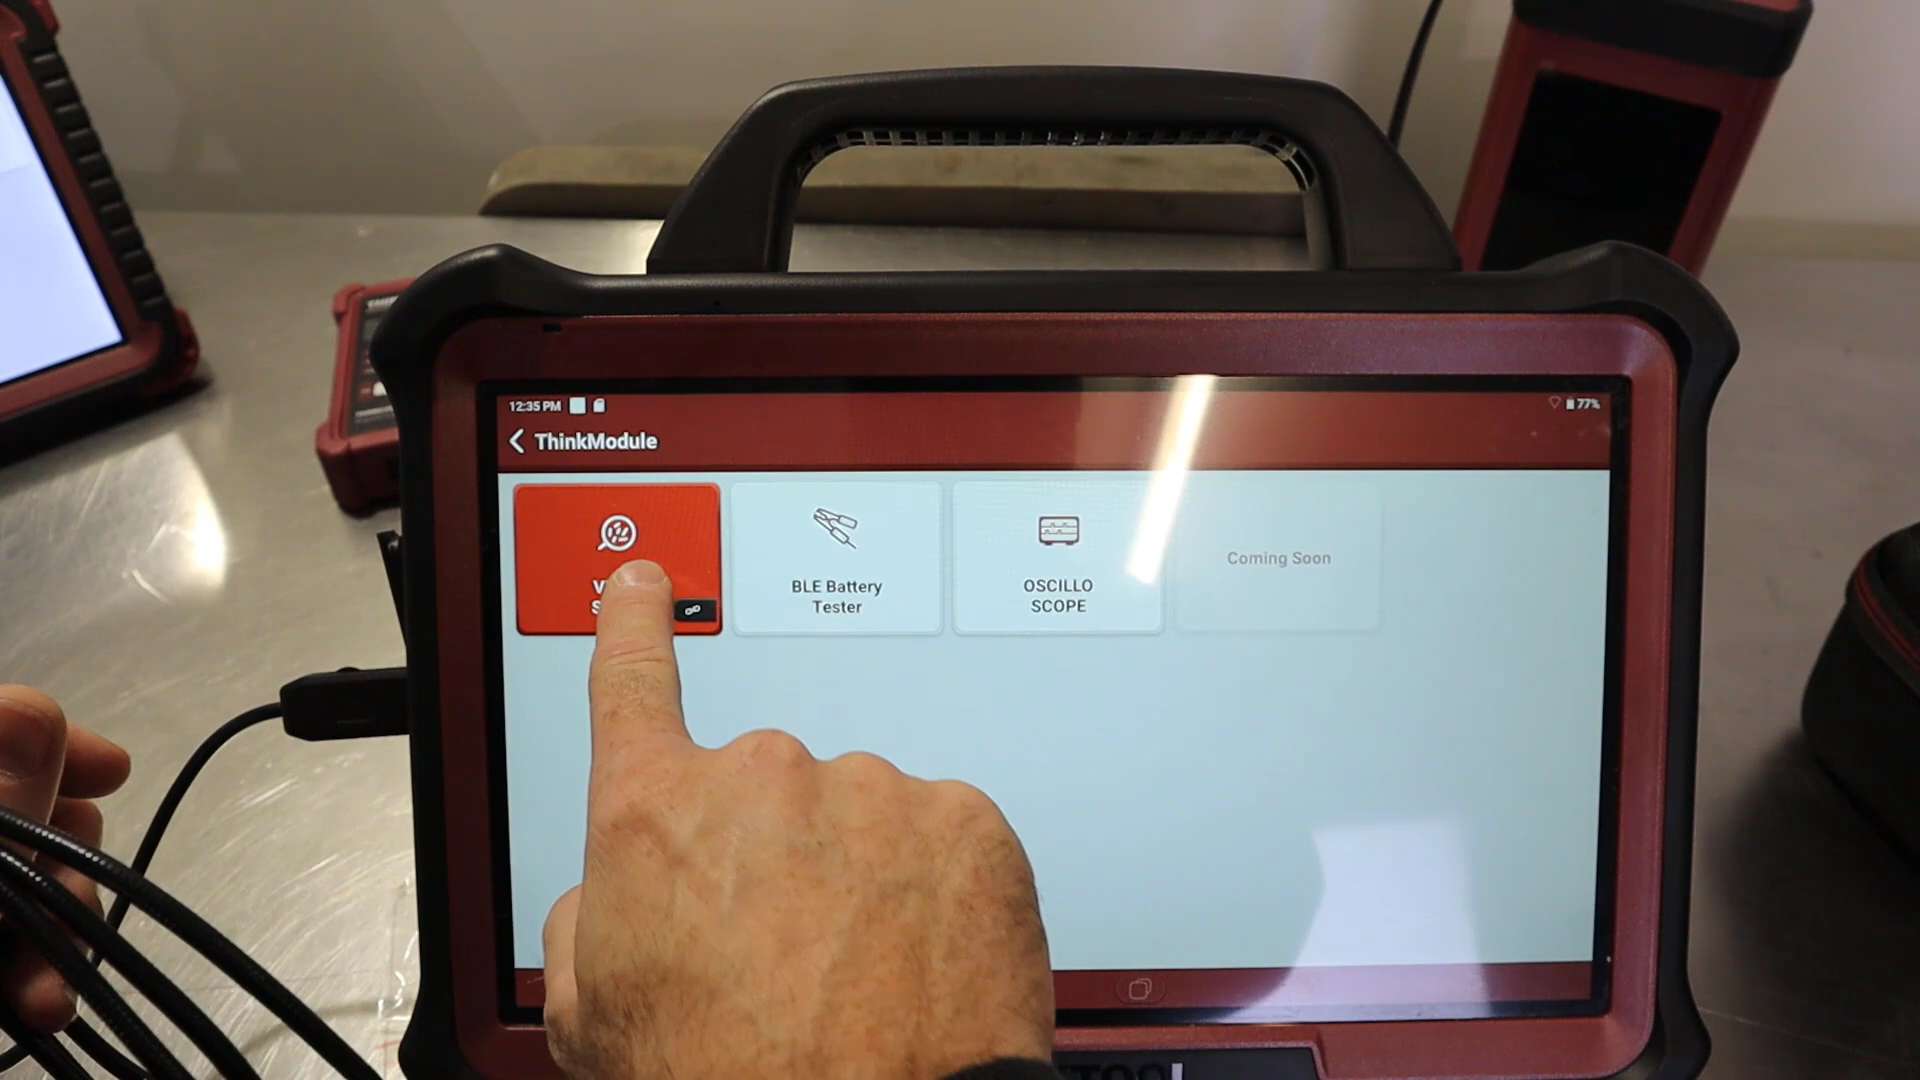 12:35 PM
77%
ThinkModule
BLE Battery
Tester
OSCILLO
SCOPE
Coming Soon